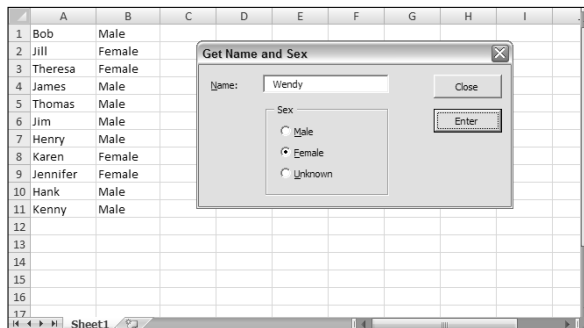 A B C D E F G H I J
1 Bob Male
2 Jill Female
3 Theresa Female
4 James Male
5 Thomas Male
6 Jim Male
7 Henry Male
8 Karen Female
9 Jennifer Female
10 Hank Male
11 Kenny Male
12
13
14
15
16
17
Get Name and Sex
Name: Wendy
Close
Sex
Enter
Male
Female
Unknown
Sheet1